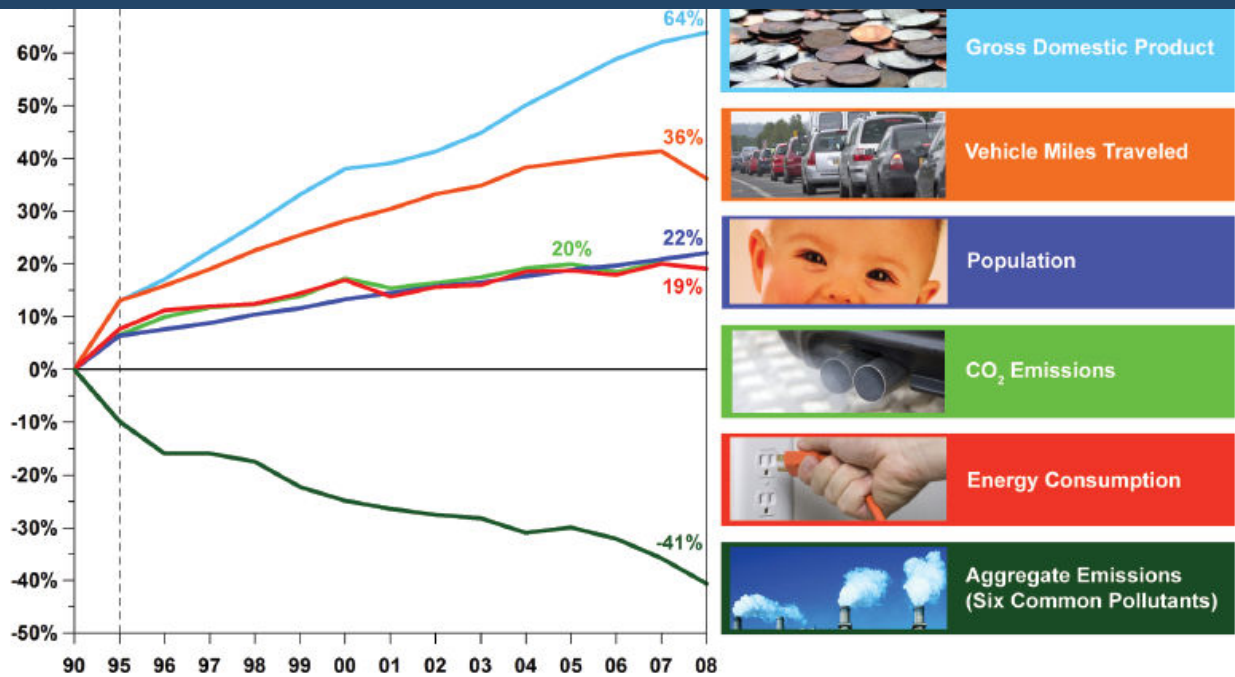 64%
60%
50%
40%
30%
20%
10%
0%
-10%
-20%
-30%
-40%
-50%
36%
20%
22%
19%
-41%
90 95 96 97 98 99 00 01 02 03 04 05 06 07 08
Gross Domestic Product
Vehicle Miles Traveled
Population
CO₂ Emissions
Energy Consumption
Aggregate Emissions
(Six Common Pollutants)